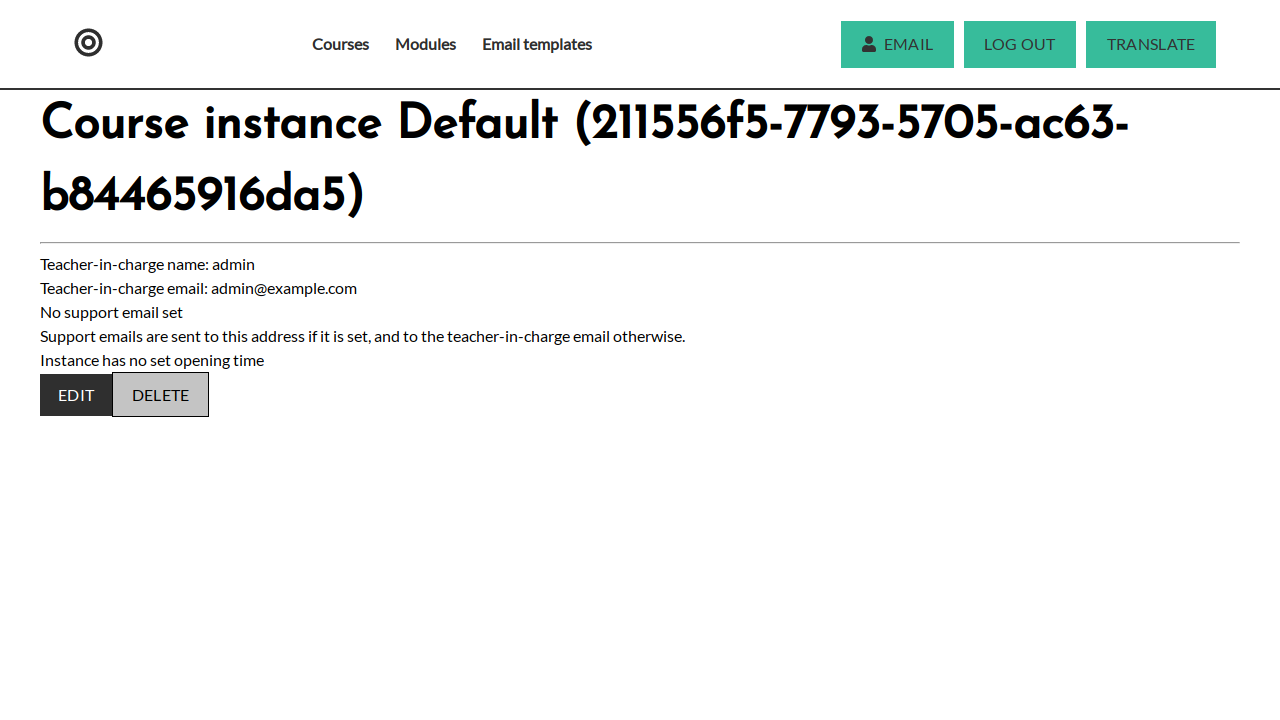 Courses
Modules
Email templates
EMAIL
LOG OUT
TRANSLATE
Course instance Default (211556f5-7793-5705-ac63-
b84465916da5)
Teacher-in-charge name: admin
Teacher-in-charge email: admin@example.com
No support email set
Support emails are sent to this address if it is set, and to the teacher-in-charge email otherwise.
Instance has no set opening time
EDIT
DELETE